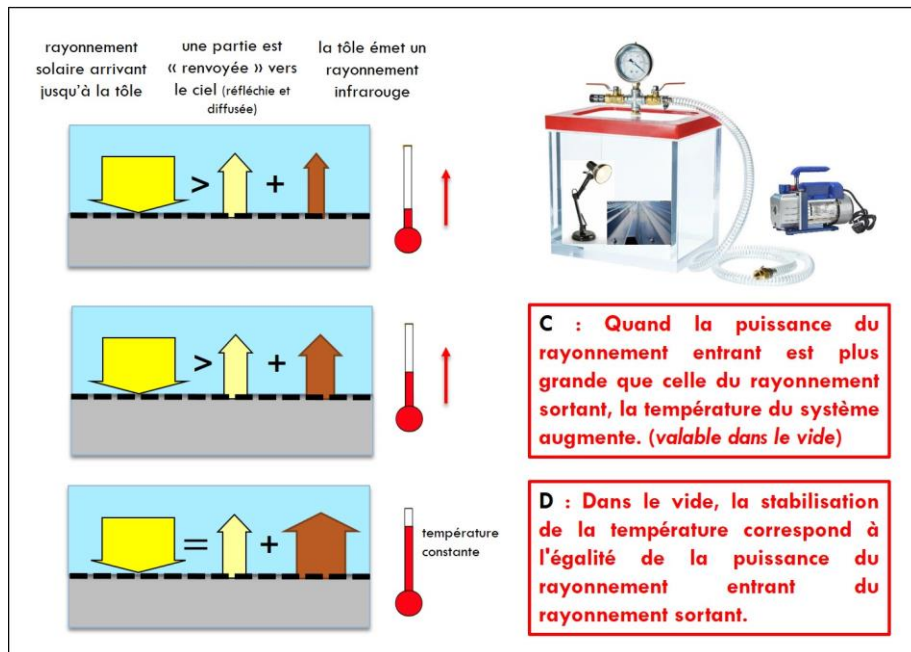 rayonnement
solaire arrivant
jusqu'à la tôle
une partie est
« renvoyée » vers
le ciel (réfléchie et
diffusée)
la tôle émet un
rayonnement
infrarouge
> +
> +
= +
température
constante
C : Quand la puissance du
rayonnement entrant est plus
grande que celle du rayonnement
sortant, la température du système
augmente. (valable dans le vide)
D : Dans le vide, la stabilisation
de la température correspond à
l'égalité de la puissance du
rayonnement entrant du
rayonnement sortant.